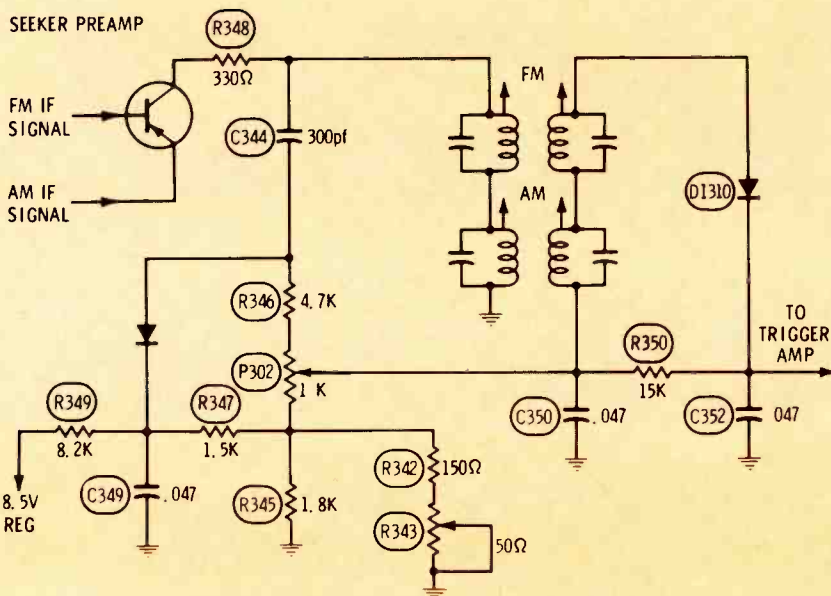 SEEKER PREAMP
R348
330Ω
FM IF
SIGNAL
AM IF
SIGNAL
C344
300pf
FM
AM
D1310
R346
4.7K
P302
1 K
R349
8.2K
R347
1.5K
R350
15K
TO
TRIGGER
AMP
C350
.047
C352
047
8.5V
REG
C349
.047
R345
1.8K
R342
150Ω
R343
50Ω